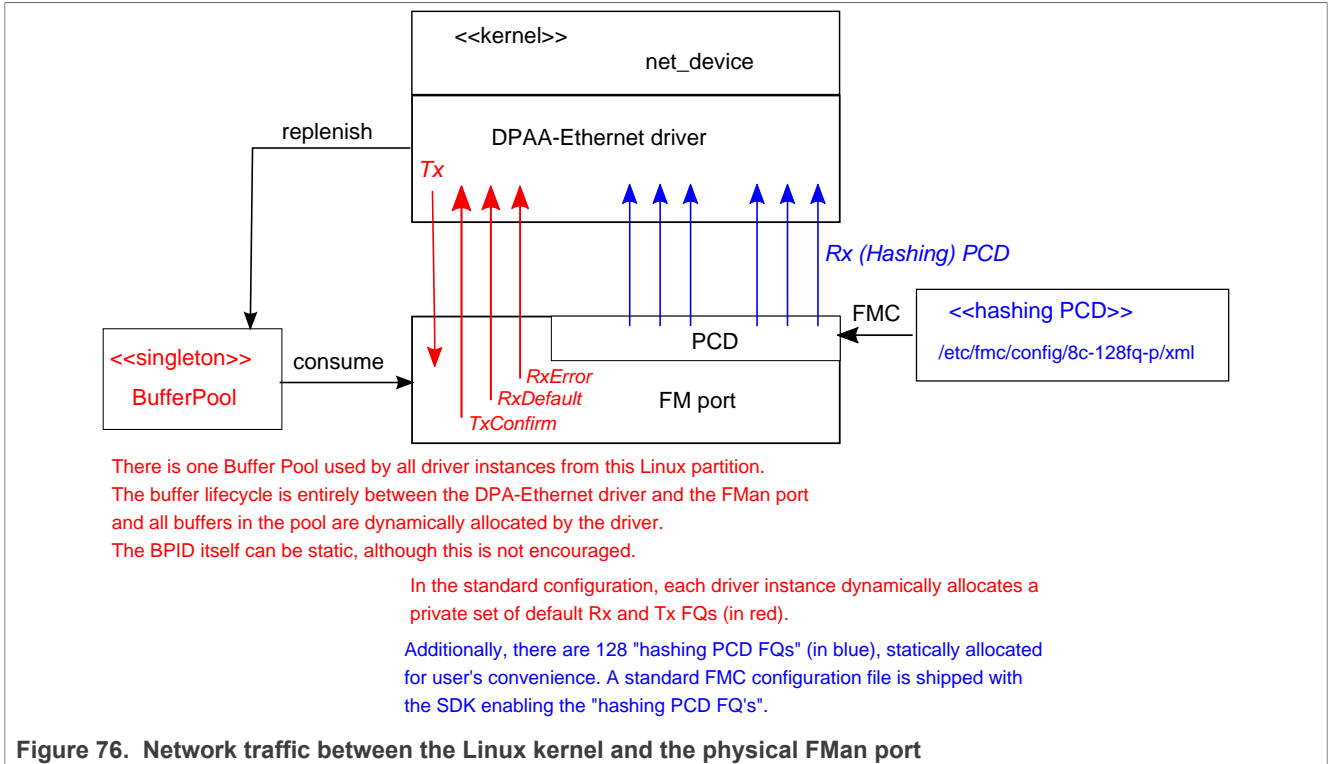 <<kernel>>
net_device
replenish
DPAA-Ethernet driver
Tx
Rx (Hashing) PCD
FMC
<<hashing PCD>>
/etc/fmc/config/8c-128fq-p/xml
PCD
<<singleton>>
BufferPool
consume
RxError
RxDefault
TxConfirm
FM port
There is one Buffer Pool used by all driver instances from this Linux partition.
The buffer lifecycle is entirely between the DPA-Ethernet driver and the FMan port
and all buffers in the pool are dynamically allocated by the driver.
The BPID itself can be static, although this is not encouraged.
In the standard configuration, each driver instance dynamically allocates a
private set of default Rx and Tx FQs (in red).
Additionally, there are 128 "hashing PCD FQs" (in blue), statically allocated
for user's convenience. A standard FMC configuration file is shipped with
the SDK enabling the "hashing PCD FQ's".
Figure 76. Network traffic between the Linux kernel and the physical FMan port